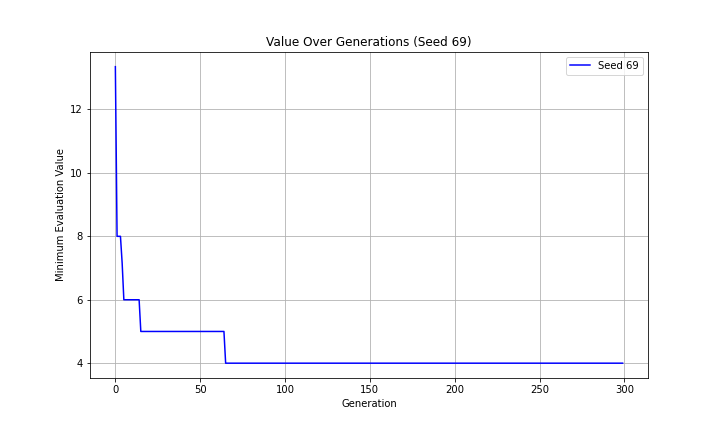 Value Over Generations (Seed 69)
Seed 69
Minimum Evaluation Value
12
10
8
6
4
0 50 100 150 200 250 300
Generation